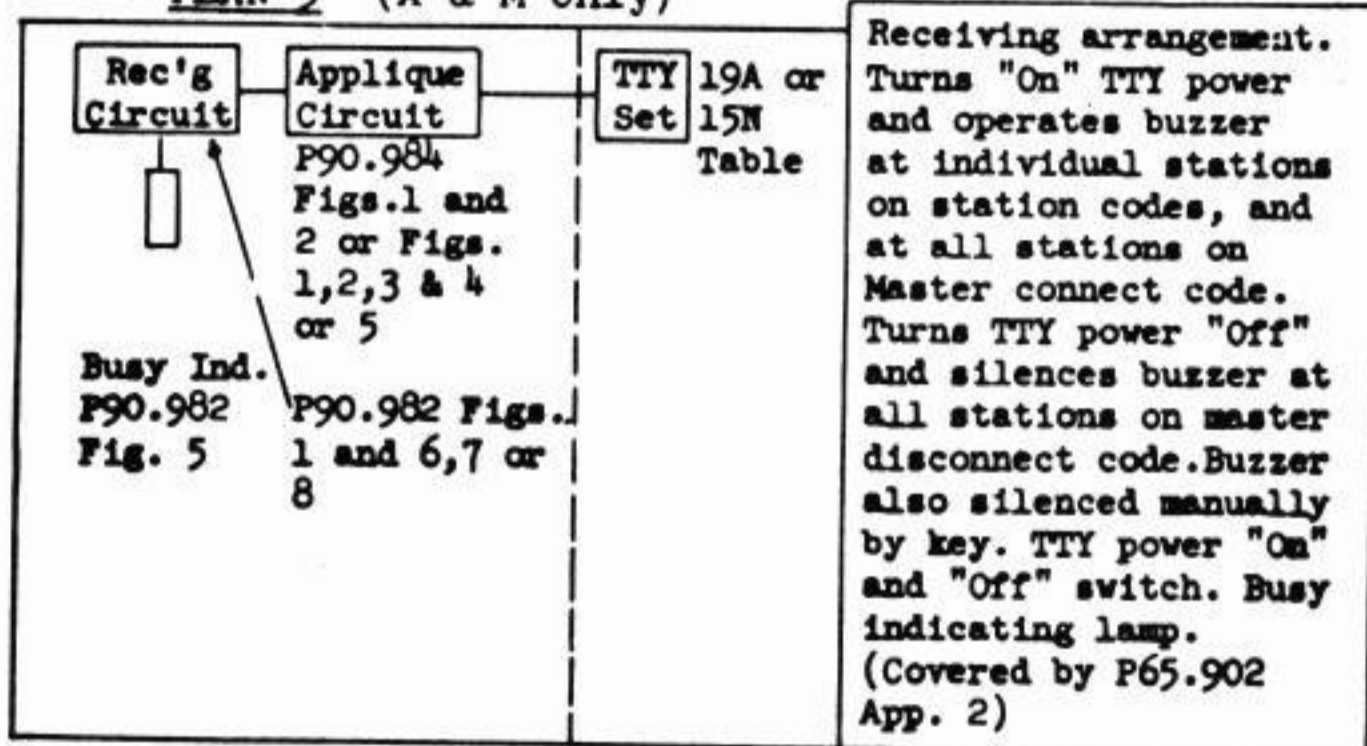 (A & M Only)
Rec'g
Circuit
Applique
Circuit
P90.984
Figs.1 and
2 or Figs.
1,2,3 & 4
or 5
Busy Ind.
P90.982
Fig. 5
P90.982 Figs.
1 and 6,7 or
8
TTY
Set
19A or
15N
Table
Receiving arrangement.
Turns "On" TTY power
and operates buzzer
at individual stations
on station codes, and
at all stations on
Master connect code.
Turns TTY power "Off"
and silences buzzer at
all stations on master
disconnect code.Buzzer
also silenced manually
by key. TTY power "On"
and "Off" switch. Busy
indicating lamp.
(Covered by P65.902
App. 2)